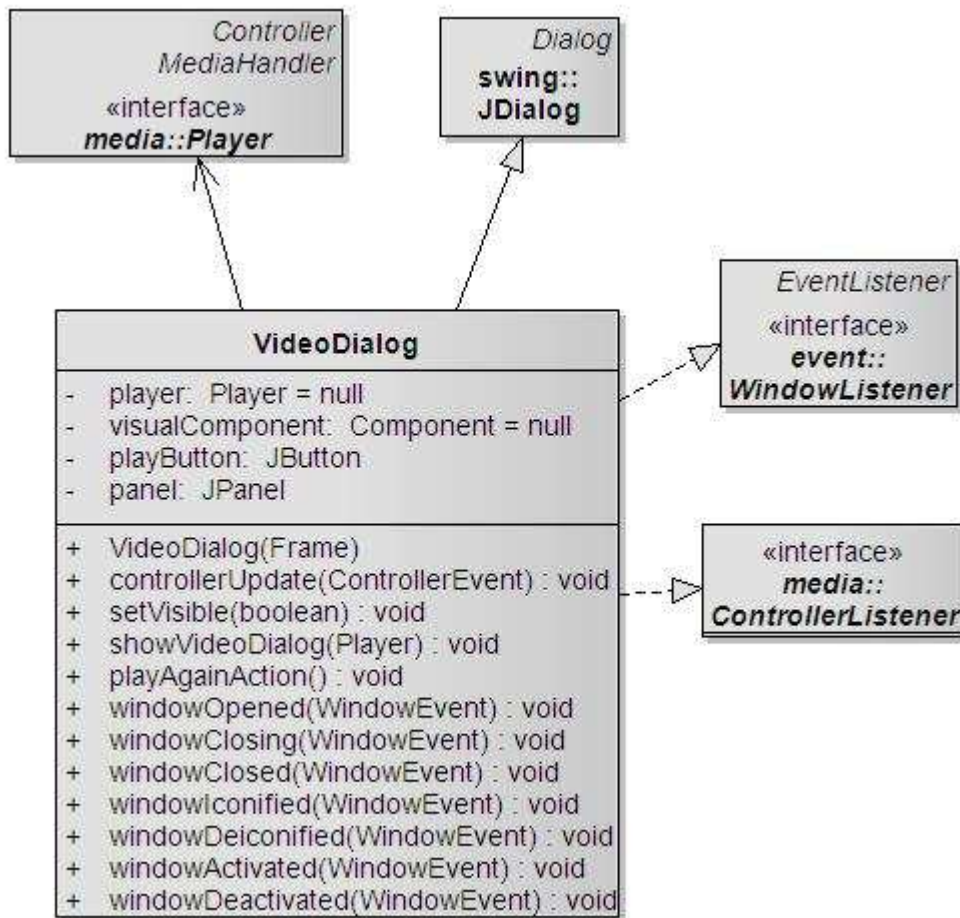 Controller
MediaHandler
«interface»
media::Player
Dialog
swing::
JDialog
EventListener
«interface»
event::
WindowListener
«interface»
media::
ControllerListener
VideoDialog
- player: Player = null
- visualComponent: Component = null
- playButton: JButton
- panel: JPanel
+ VideoDialog(Frame)
+ controllerUpdate(ControllerEvent) : void
+ setVisible(boolean) : void
+ showVideoDialog(Player) : void
+ playAgainAction() : void
+ windowOpened(WindowEvent) : void
+ windowClosing(WindowEvent) : void
+ windowClosed(WindowEvent) : void
+ windowIconified(WindowEvent) : void
+ windowDeiconified(WindowEvent) : void
+ windowActivated(WindowEvent) : void
+ windowDeactivated(WindowEvent) : void